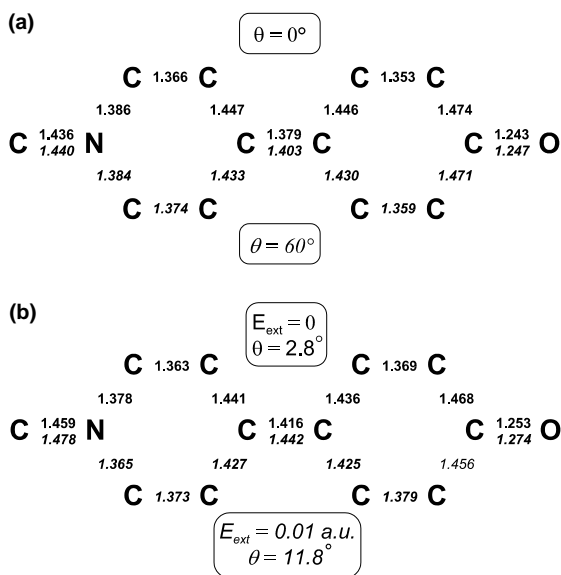 (a)
θ = 0°
C 1.366 C C 1.353 C
1.386 1.447 1.446 1.474
C 1.436 N C 1.379 C C 1.243 O
1.440 1.403 1.247
1.384 1.433 1.430 1.471
C 1.374 C C 1.359 C
θ = 60°
(b)
E_ext = 0
θ = 2.8°
C 1.363 C C 1.369 C
1.378 1.441 1.436 1.468
C 1.459 N C 1.416 C C 1.253 O
1.478 1.442 1.274
1.365 1.427 1.425 1.456
C 1.373 C C 1.379 C
E_ext = 0.01 a.u.
θ = 11.8°